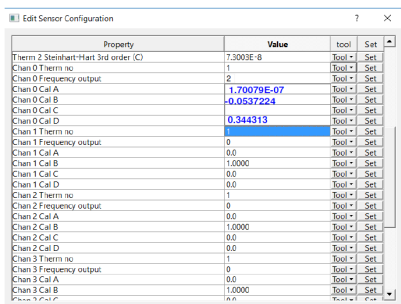 Edit Sensor Configuration ? ×
Property Value tool Set
Therm 2 Steinhart-Hart 3rd order (C) 7.3003E-8 Tool Set
Chan 0 Therm no 1 Tool Set
Chan 0 Frequency output 2 Tool Set
Chan 0 Cal A 1.70079E-07 Tool Set
Chan 0 Cal B -0.0537224 Tool Set
Chan 0 Cal C Tool Set
Chan 0 Cal D 0.344313 Tool Set
Chan 1 Therm no 1 Tool Set
Chan 1 Frequency output 0 Tool Set
Chan 1 Cal A 0.0 Tool Set
Chan 1 Cal B 1.0000 Tool Set
Chan 1 Cal C 0.0 Tool Set
Chan 1 Cal D 0.0 Tool Set
Chan 2 Therm no 1 Tool Set
Chan 2 Frequency output 0 Tool Set
Chan 2 Cal A 0.0 Tool Set
Chan 2 Cal B 1.0000 Tool Set
Chan 2 Cal C 0.0 Tool Set
Chan 2 Cal D 0.0 Tool Set
Chan 3 Therm no 1 Tool Set
Chan 3 Frequency output 0 Tool Set
Chan 3 Cal A 0.0 Tool Set
Chan 3 Cal B 1.0000 Tool Set
Chan 3 Cal C 0.0 Tool Set